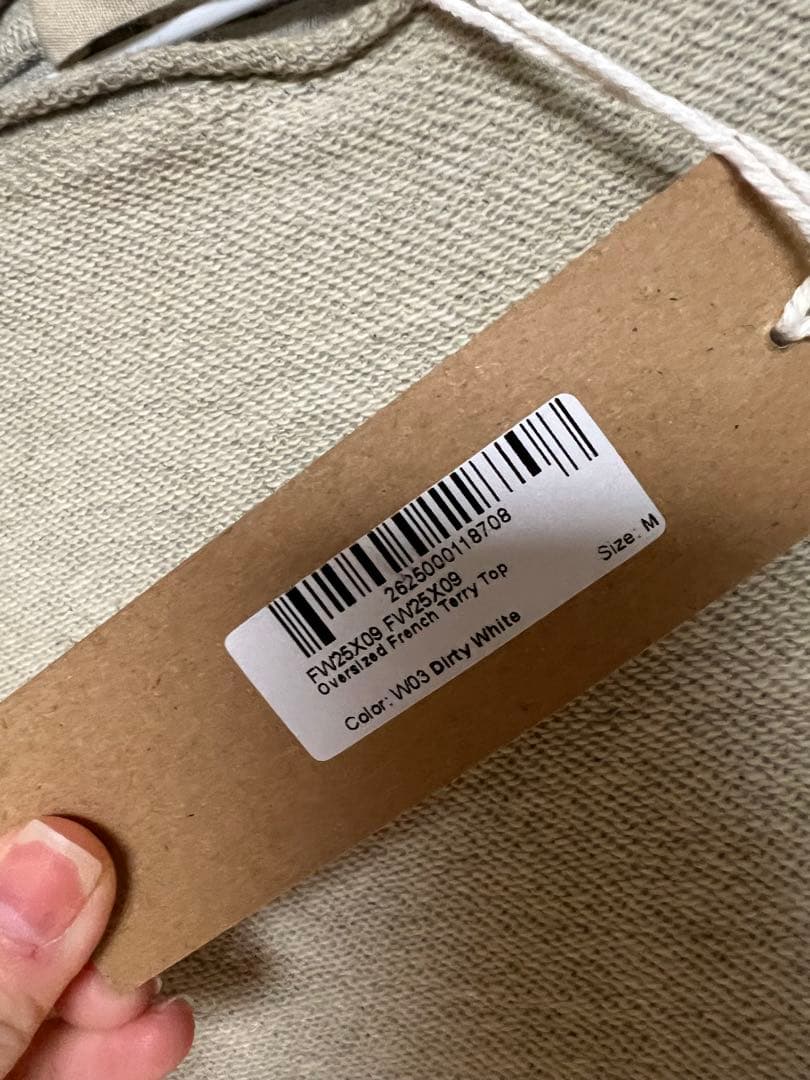 2625000118708
FW25X09 FW25X09
Oversized French Terry Top
Size: M
Color: W03 Dirty White